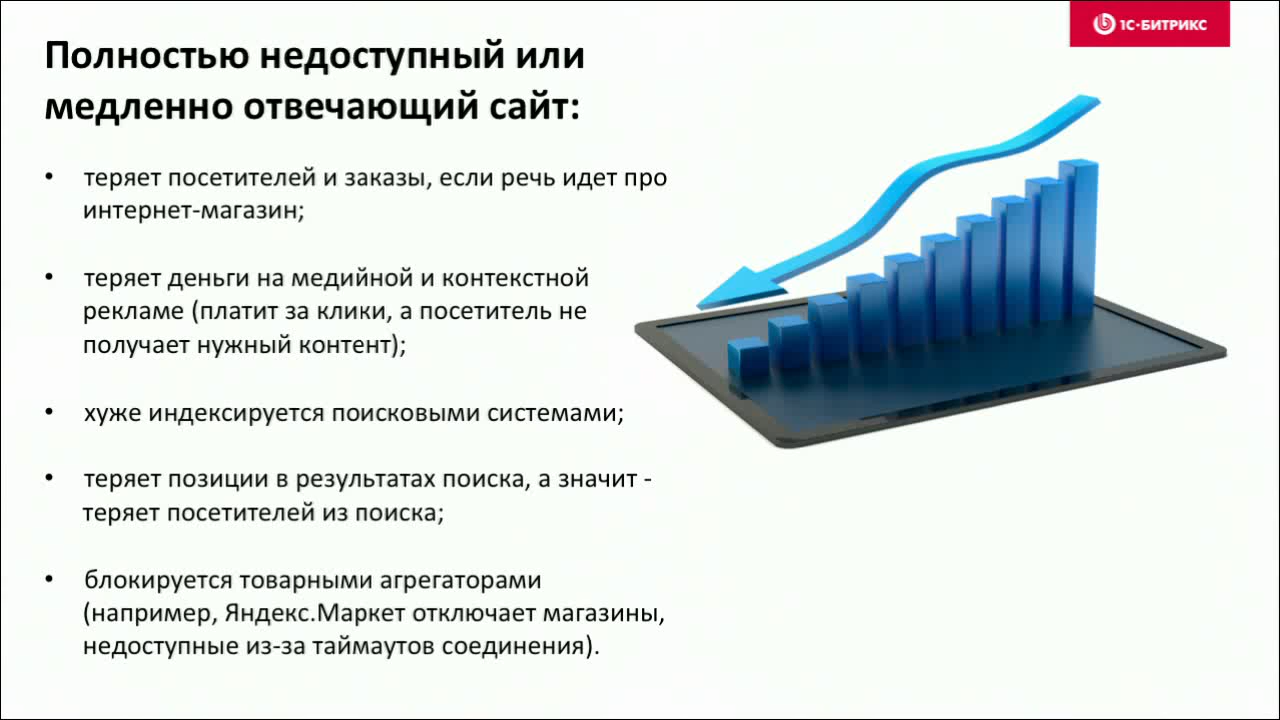 1С-БИТРИКС
Полностью недоступный или
медленно отвечающий сайт:
• теряет посетителей и заказы, если речь идет про
интернет-магазин;
• теряет деньги на медийной и контекстной
рекламе (платит за клики, а посетитель не
получает нужный контент);
• хуже индексируется поисковыми системами;
• теряет позиции в результатах поиска, а значит -
теряет посетителей из поиска;
• блокируется товарными агрегаторами
(например, Яндекс.Маркет отключает магазины,
недоступные из-за таймаутов соединения).